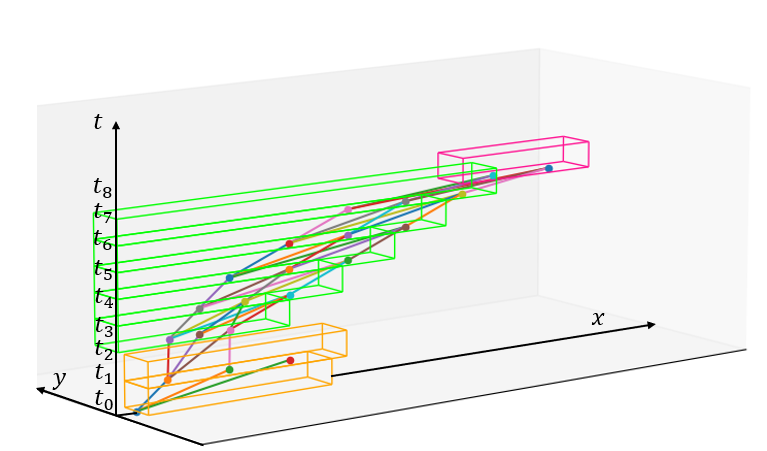 t
t₈
t₇
t₆
t₅
t₄
t₃
t₂
t₁
t₀
x
y